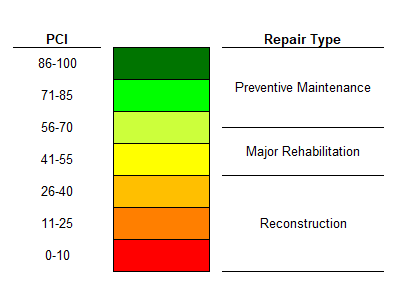 PCI Repair Type
86-100
71-85 Preventive Maintenance
56-70
41-55 Major Rehabilitation
26-40
11-25 Reconstruction
0-10